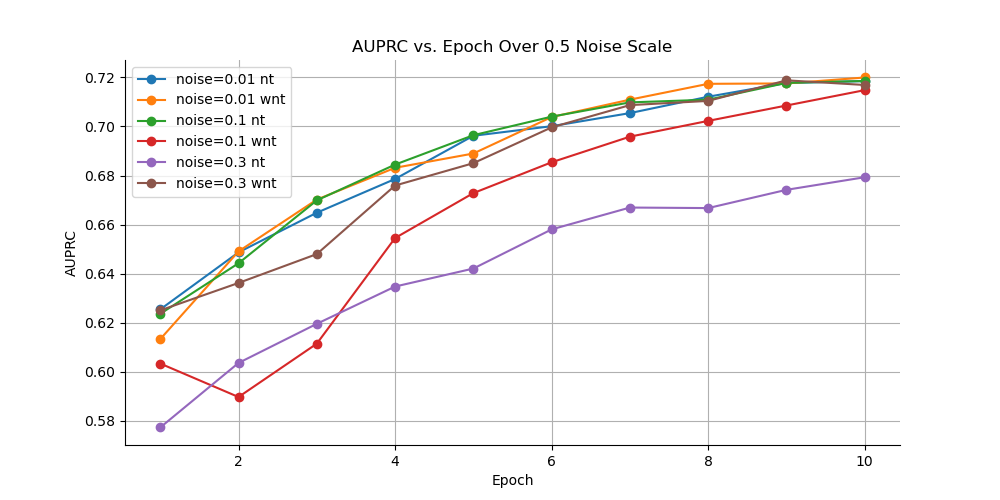 AUPRC vs. Epoch Over 0.5 Noise Scale
noise=0.01 nt
noise=0.01 wnt
noise=0.1 nt
noise=0.1 wnt
noise=0.3 nt
noise=0.3 wnt
AUPRC
0.72
0.70
0.68
0.66
0.64
0.62
0.60
0.58
2 4 6 8 10
Epoch